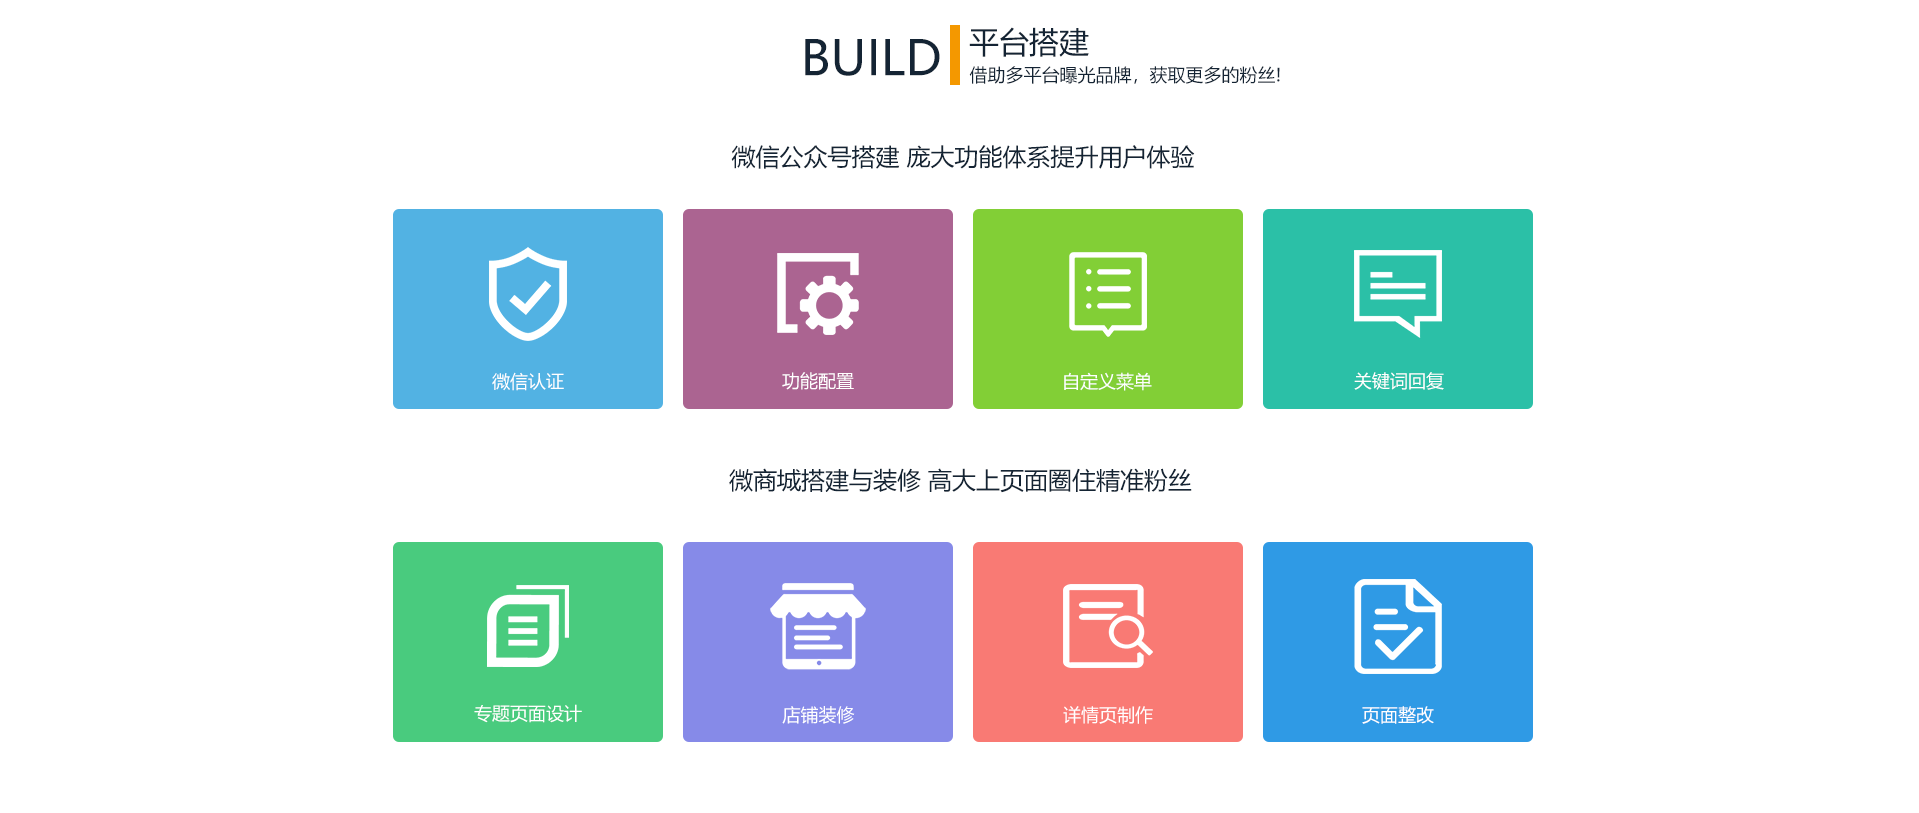 BUILD
平台搭建
借助多平台曝光品牌，获取更多的粉丝!
微信公众号搭建 庞大功能体系提升用户体验
微信认证
功能配置
自定义菜单
关键词回复
微商城搭建与装修 高大上页面圈住精准粉丝
专题页面设计
店铺装修
详情页制作
页面整改